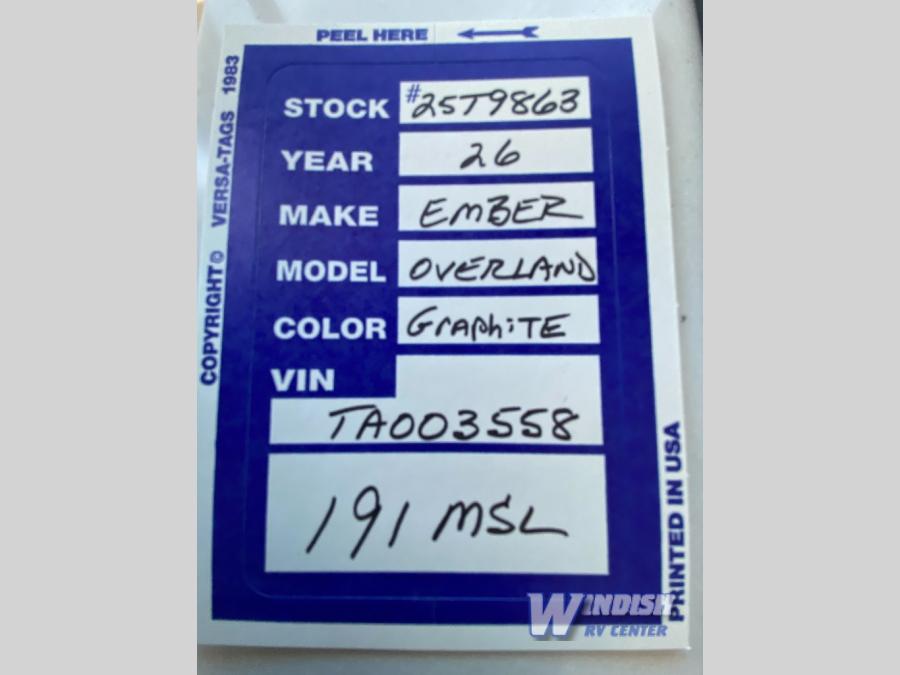 PEEL HERE
COPYRIGHT© VERSA-TAGS 1983
STOCK #25T9863
YEAR 26
MAKE EMBER
MODEL OVERLAND
COLOR GraphiTE
VIN
TA003558
191 MSL
PRINTED IN USA
WINDISH
RV CENTER